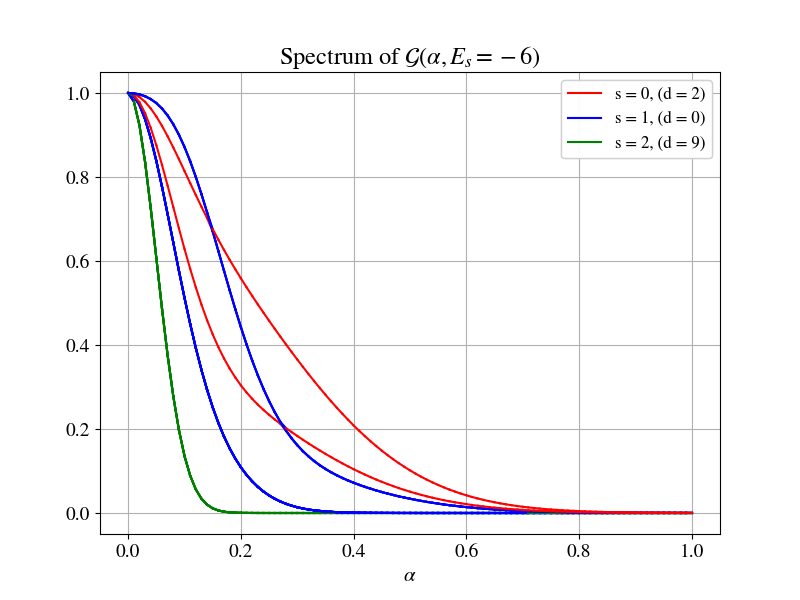 Spectrum of 𝒢(α, E_s = −6)
s = 0, (d = 2)
s = 1, (d = 0)
s = 2, (d = 9)
1.0
0.8
0.6
0.4
0.2
0.0
0.0 0.2 0.4 0.6 0.8 1.0
α